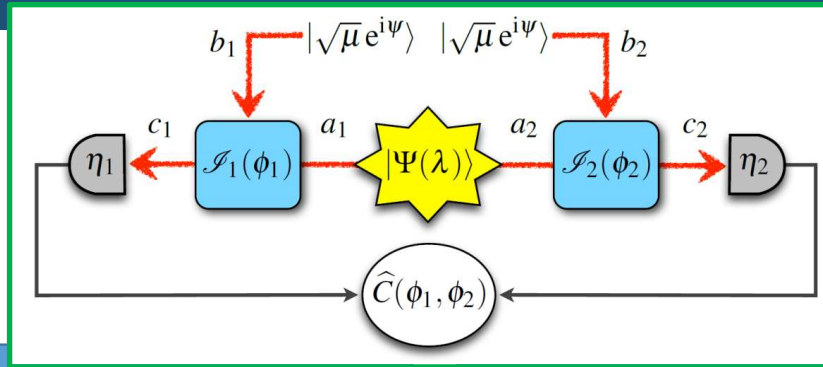 b₁ |√μ e^{iψ}⟩ |√μ e^{iψ}⟩ b₂
c₁ a₁ a₂ c₂
η₁ ℐ₁(ϕ₁) |Ψ(λ)⟩ ℐ₂(ϕ₂) η₂
Ĉ(ϕ₁, ϕ₂)